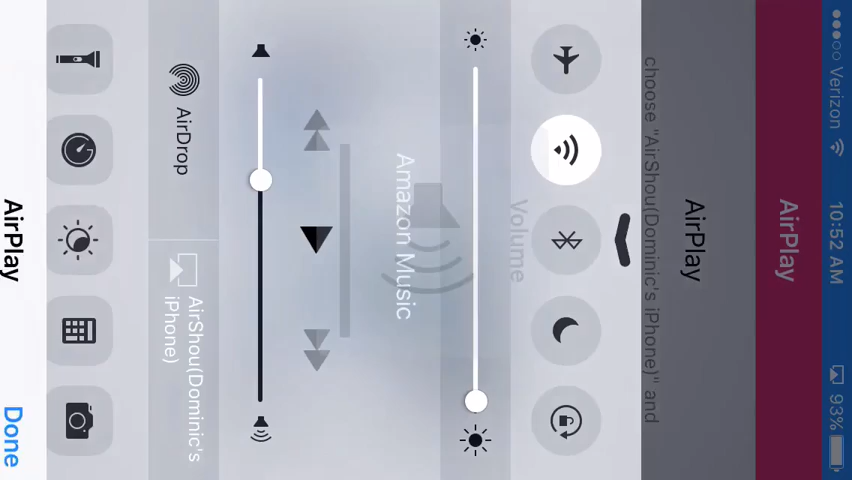 Verizon 10:52 AM 93%
AirPlay
AirPlay
choose "AirShou(Dominic's iPhone)" and
Volume
Amazon Music
AirDrop
AirShou(Dominic's
iPhone)
AirPlay
Done